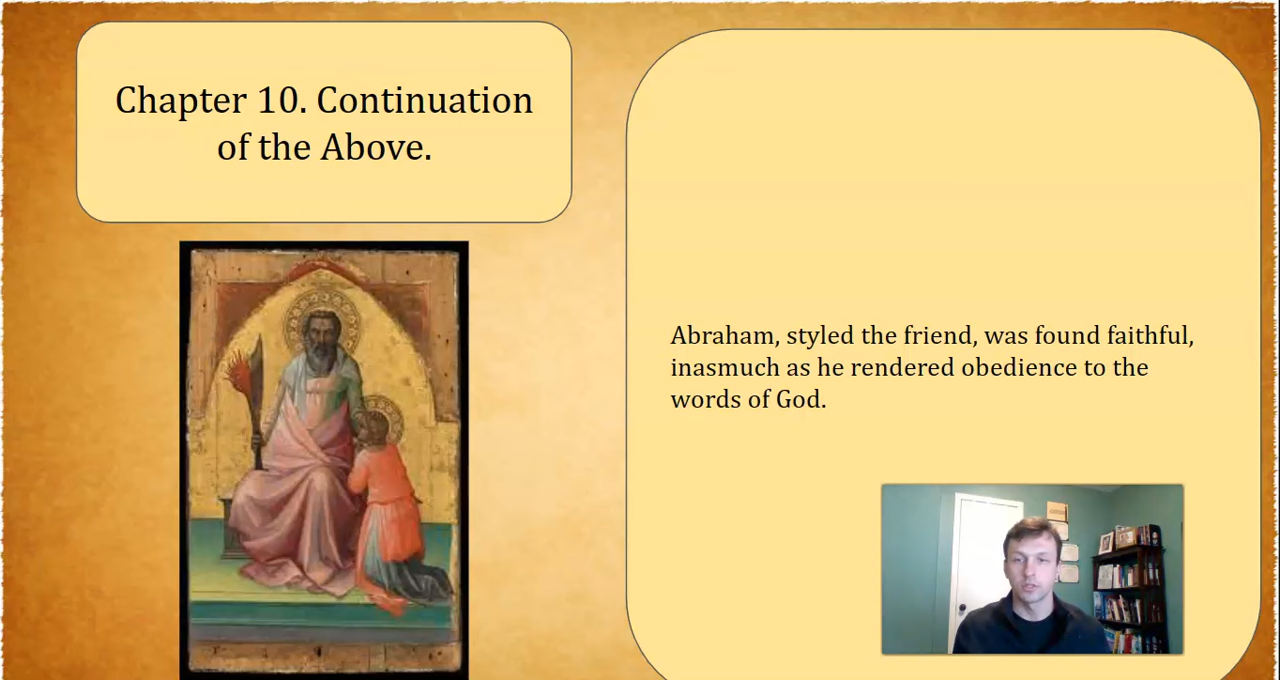 Chapter 10. Continuation
of the Above.
Abraham, styled the friend, was found faithful,
inasmuch as he rendered obedience to the
words of God.